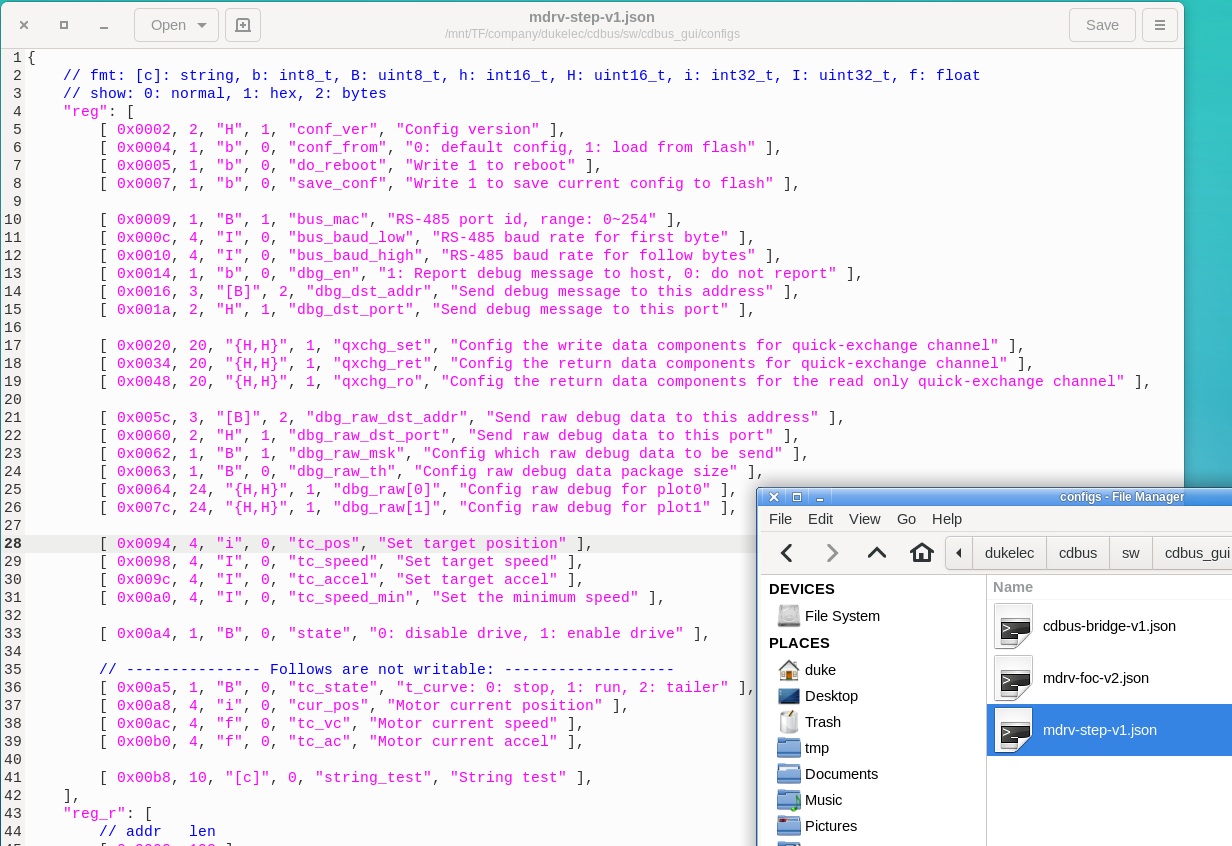 Open
mdrv-step-v1.json
/mnt/TF/company/dukelec/cdbus/sw/cdbus_gui/configs
Save
1 {
2     // fmt: [c]: string, b: int8_t, B: uint8_t, h: int16_t, H: uint16_t, i: int32_t, I: uint32_t, f: float
3     // show: 0: normal, 1: hex, 2: bytes
4     "reg": [
5         [ 0x0002, 2, "H", 1, "conf_ver", "Config version" ],
6         [ 0x0004, 1, "b", 0, "conf_from", "0: default config, 1: load from flash" ],
7         [ 0x0005, 1, "b", 0, "do_reboot", "Write 1 to reboot" ],
8         [ 0x0007, 1, "b", 0, "save_conf", "Write 1 to save current config to flash" ],
9
10         [ 0x0009, 1, "B", 1, "bus_mac", "RS-485 port id, range: 0~254" ],
11         [ 0x000c, 4, "I", 0, "bus_baud_low", "RS-485 baud rate for first byte" ],
12         [ 0x0010, 4, "I", 0, "bus_baud_high", "RS-485 baud rate for follow bytes" ],
13         [ 0x0014, 1, "b", 0, "dbg_en", "1: Report debug message to host, 0: do not report" ],
14         [ 0x0016, 3, "[B]", 2, "dbg_dst_addr", "Send debug message to this address" ],
15         [ 0x001a, 2, "H", 1, "dbg_dst_port", "Send debug message to this port" ],
16
17         [ 0x0020, 20, "{H,H}", 1, "qxchg_set", "Config the write data components for quick-exchange channel" ],
18         [ 0x0034, 20, "{H,H}", 1, "qxchg_ret", "Config the return data components for quick-exchange channel" ],
19         [ 0x0048, 20, "{H,H}", 1, "qxchg_ro", "Config the return data components for the read only quick-exchange channel" ],
20
21         [ 0x005c, 3, "[B]", 2, "dbg_raw_dst_addr", "Send raw debug data to this address" ],
22         [ 0x0060, 2, "H", 1, "dbg_raw_dst_port", "Send raw debug data to this port" ],
23         [ 0x0062, 1, "B", 1, "dbg_raw_msk", "Config which raw debug data to be send" ],
24         [ 0x0063, 1, "B", 0, "dbg_raw_th", "Config raw debug data package size" ],
25         [ 0x0064, 24, "{H,H}", 1, "dbg_raw[0]", "Config raw debug for plot0" ],
26         [ 0x007c, 24, "{H,H}", 1, "dbg_raw[1]", "Config raw debug for plot1" ],
27
28         [ 0x0094, 4, "i", 0, "tc_pos", "Set target position" ],
29         [ 0x0098, 4, "I", 0, "tc_speed", "Set target speed" ],
30         [ 0x009c, 4, "I", 0, "tc_accel", "Set target accel" ],
31         [ 0x00a0, 4, "I", 0, "tc_speed_min", "Set the minimum speed" ],
32
33         [ 0x00a4, 1, "B", 0, "state", "0: disable drive, 1: enable drive" ],
34
35         // --------------- Follows are not writable: -------------------
36         [ 0x00a5, 1, "B", 0, "tc_state", "t_curve: 0: stop, 1: run, 2: tailer" ],
37         [ 0x00a8, 4, "i", 0, "cur_pos", "Motor current position" ],
38         [ 0x00ac, 4, "f", 0, "tc_vc", "Motor current speed" ],
39         [ 0x00b0, 4, "f", 0, "tc_ac", "Motor current accel" ],
40
41         [ 0x00b8, 10, "[c]", 0, "string_test", "String test" ],
42     ],
43     "reg_r": [
44         // addr   len
configs - File Manager
File Edit View Go Help
dukelec cdbus sw cdbus_gui
DEVICES
File System
PLACES
duke
Desktop
Trash
tmp
Documents
Music
Pictures
Name
cdbus-bridge-v1.json
mdrv-foc-v2.json
mdrv-step-v1.json